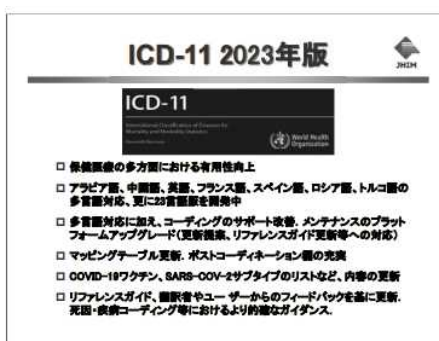 ICD-11 2023年版
JHIM
ICD-11
International Classification of Diseases for
Mortality and Morbidity Statistics
World Health
Organization
□ 保健医療の多方面における有用性向上
□ アラビア語、中国語、英語、フランス語、スペイン語、ロシア語、トルコ語の
多言語対応、更に23言語版を開発中
□ 多言語対応に加え、コーディングのサポート改善. メンテナンスのプラット
フォームアップグレード(更新提案、リファレンスガイド更新等への対応)
□ マッピングテーブル更新. ポストコーディネーション欄の充実
□ COVID-19ワクチン、SARS-COV-2サブタイプのリストなど、内容の更新
□ リファレンスガイド、翻訳者やユーザーからのフィードバックを基に更新.
死因・疾病コーディング等におけるより的確なガイダンス.